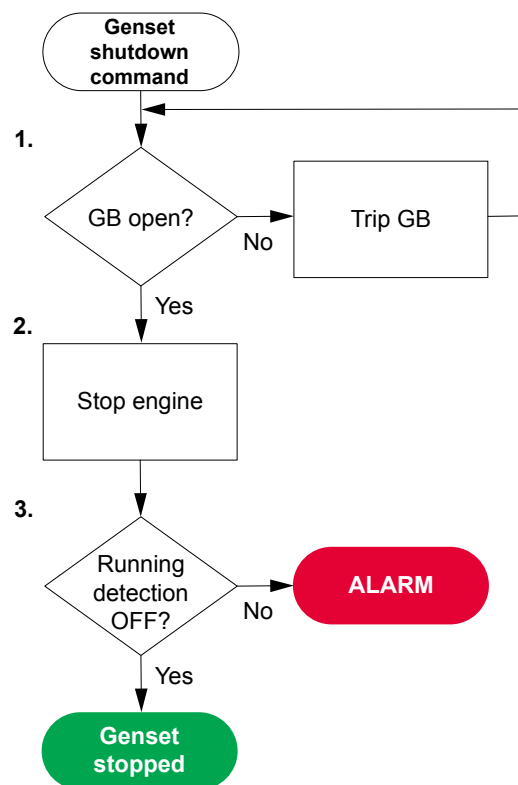 Genset
shutdown
command
1.
GB open?
No
Trip GB
Yes
2.
Stop engine
3.
Running
detection
OFF?
No
ALARM
Yes
Genset
stopped